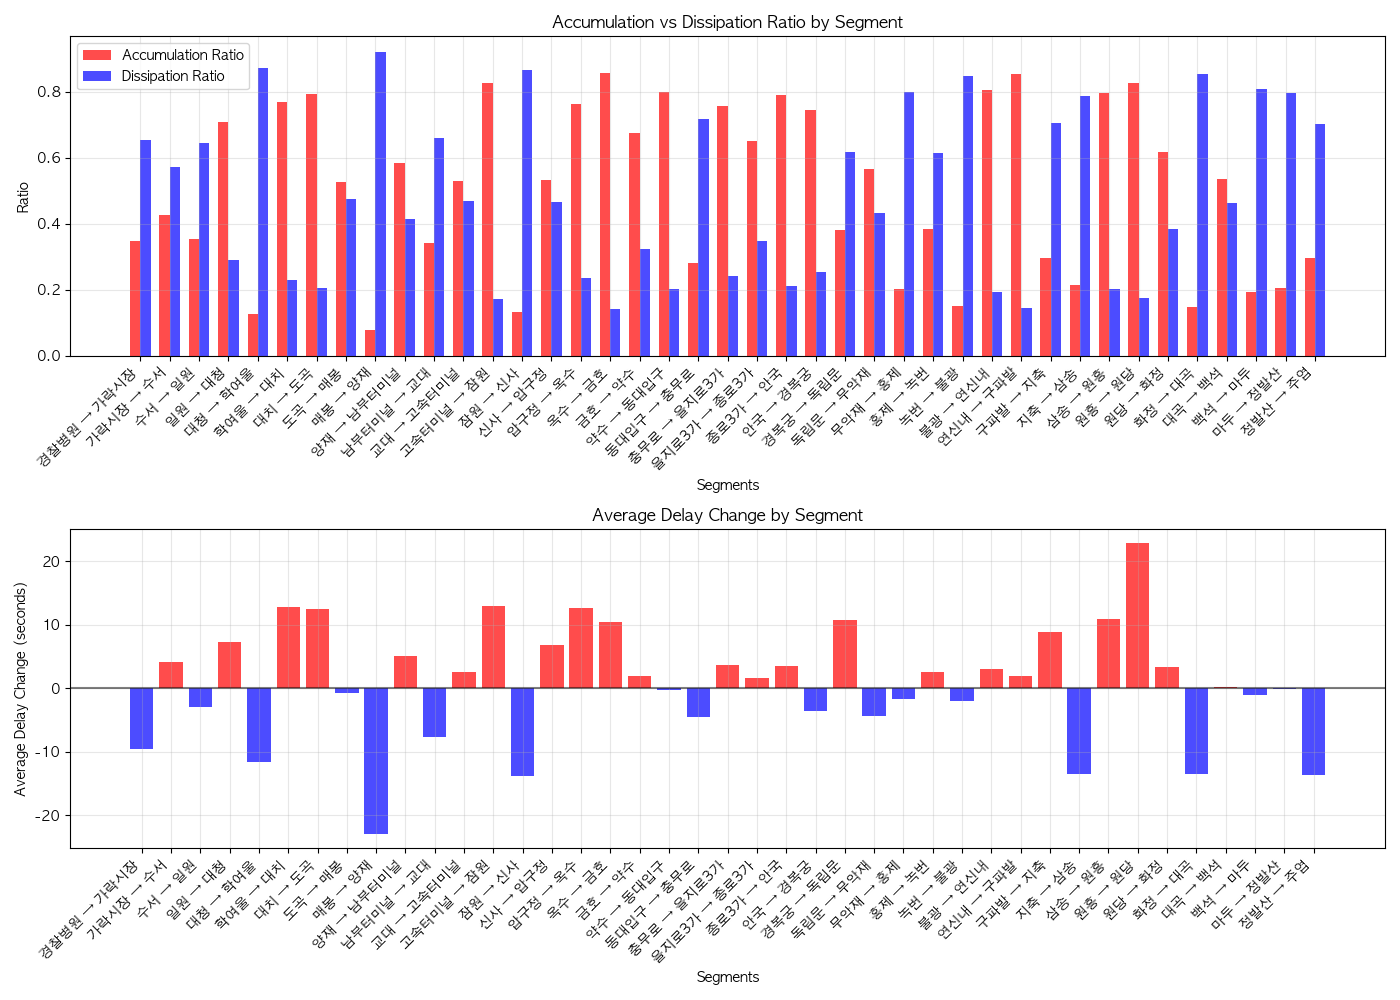 Accumulation vs Dissipation Ratio by Segment
Accumulation Ratio
Dissipation Ratio
Ratio
0.8
0.6
0.4
0.2
0.0
경찰병원 → 가락시장
가락시장 → 수서
수서 → 일원
일원 → 대청
대청 → 학여울
학여울 → 대치
대치 → 도곡
도곡 → 매봉
매봉 → 양재
양재 → 남부터미널
남부터미널 → 교대
교대 → 고속터미널
고속터미널 → 잠원
잠원 → 신사
신사 → 압구정
압구정 → 옥수
옥수 → 금호
금호 → 약수
약수 → 동대입구
동대입구 → 충무로
충무로 → 을지로3가
을지로3가 → 종로3가
종로3가 → 안국
안국 → 경복궁
경복궁 → 독립문
독립문 → 무악재
무악재 → 홍제
홍제 → 녹번
녹번 → 불광
불광 → 연신내
연신내 → 구파발
구파발 → 지축
지축 → 삼송
삼송 → 원흥
원흥 → 원당
원당 → 화정
화정 → 대곡
대곡 → 백석
백석 → 마두
마두 → 정발산
정발산 → 주엽
Segments
Average Delay Change by Segment
Average Delay Change (seconds)
20
10
0
-10
-20
경찰병원 → 가락시장
가락시장 → 수서
수서 → 일원
일원 → 대청
대청 → 학여울
학여울 → 대치
대치 → 도곡
도곡 → 매봉
매봉 → 양재
양재 → 남부터미널
남부터미널 → 교대
교대 → 고속터미널
고속터미널 → 잠원
잠원 → 신사
신사 → 압구정
압구정 → 옥수
옥수 → 금호
금호 → 약수
약수 → 동대입구
동대입구 → 충무로
충무로 → 을지로3가
을지로3가 → 종로3가
종로3가 → 안국
안국 → 경복궁
경복궁 → 독립문
독립문 → 무악재
무악재 → 홍제
홍제 → 녹번
녹번 → 불광
불광 → 연신내
연신내 → 구파발
구파발 → 지축
지축 → 삼송
삼송 → 원흥
원흥 → 원당
원당 → 화정
화정 → 대곡
대곡 → 백석
백석 → 마두
마두 → 정발산
정발산 → 주엽
Segments